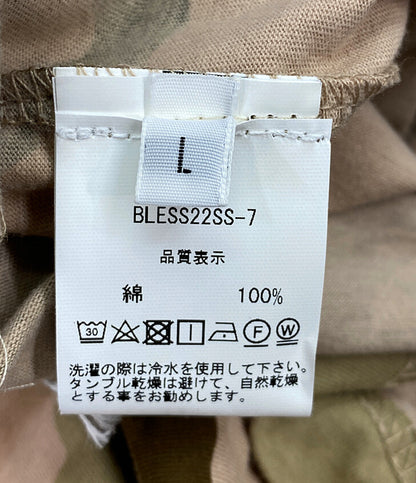 L
BLESS22SS-7
品質表示
綿 100%
30 F W
洗濯の際は冷水を使用して下さい。
タンブル乾燥は避けて、自然乾燥
とする事をお勧めします。